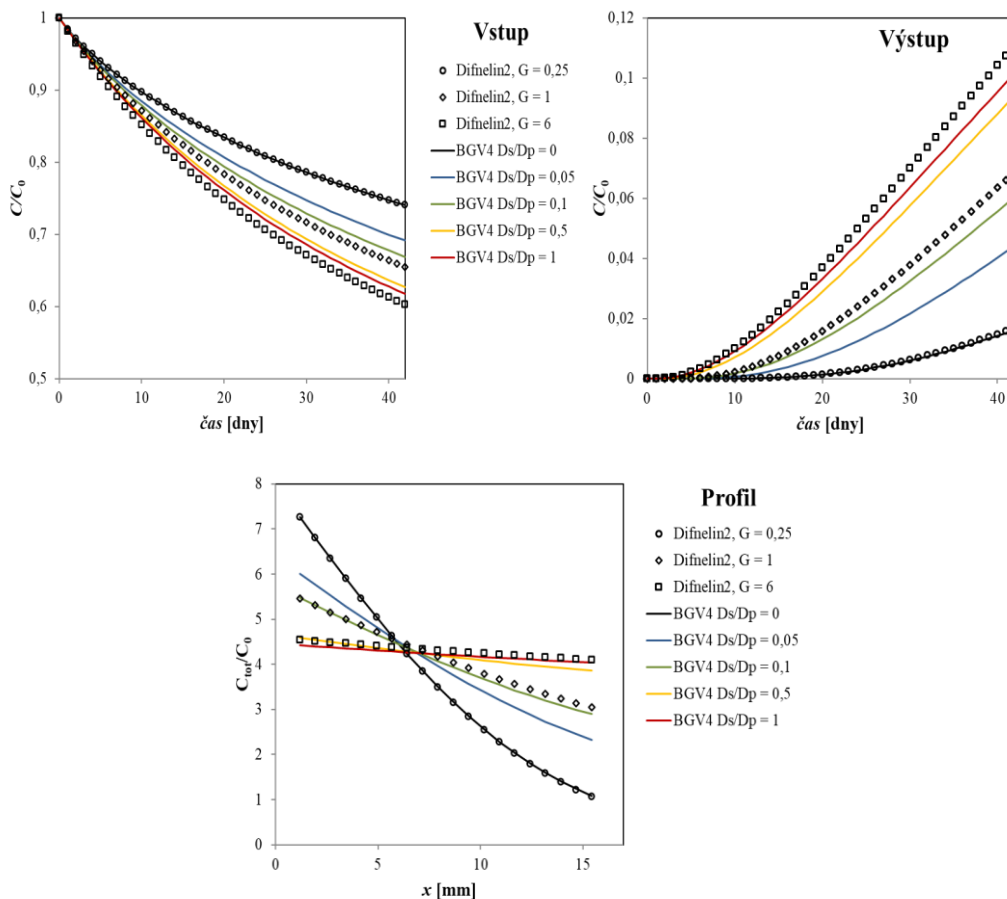 Vstup
1
0,9
0,8
0,7
0,6
0,5
C/C0
0
10
20
30
40
čas [dny]
Difnelin2, G = 0,25
Difnelin2, G = 1
Difnelin2, G = 6
BGV4 Ds/Dp = 0
BGV4 Ds/Dp = 0,05
BGV4 Ds/Dp = 0,1
BGV4 Ds/Dp = 0,5
BGV4 Ds/Dp = 1
Výstup
0,12
0,1
0,08
0,06
0,04
0,02
0
C/C0
0
10
20
30
40
čas [dny]
Profil
8
7
6
5
4
3
2
1
0
Ctot/C0
0
5
10
15
x [mm]
Difnelin2, G = 0,25
Difnelin2, G = 1
Difnelin2, G = 6
BGV4 Ds/Dp = 0
BGV4 Ds/Dp = 0,05
BGV4 Ds/Dp = 0,1
BGV4 Ds/Dp = 0,5
BGV4 Ds/Dp = 1